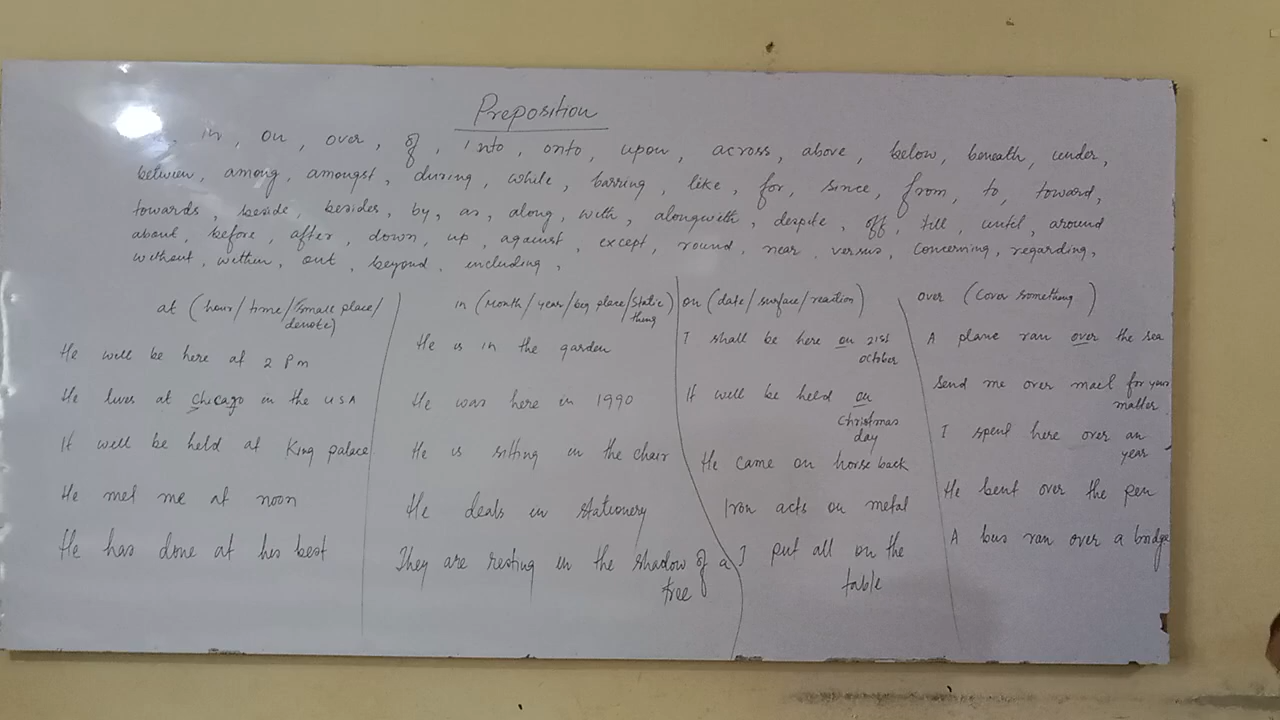 Preposition
in, on, over, of, into, onto, upon, across, above, below, beneath, under,
between, among, amongst, during, while, barring, like, for, since, from, to, toward,
towards, beside, besides, by, as, along, with, alongwith, despite, off, till, until, around
about, before, after, down, up, against, except, round, near, versus, concerning, regarding,
without, within, out, beyond, including,
at (hour/time/small place/
denote)
He will be here at 2 Pm
He lives at Chicago in the USA
It will be held at King palace
He met me at noon
He has done at his best
in (Month/year/big place/static
thing)
He is in the garden
He was here in 1990
He is sitting in the chair
He deals in stationery
They are resting in the shadow of a
tree
on (date/surface/reaction)
I shall be here on 21st
october
It will be held on
Christmas
day
He came on horse back
Iron acts on metal
I put all on the
table
over (Cover something)
A plane ran over the sea
Send me over mail for your
matter
I spent here over an
year
He bent over the pen
A bus ran over a bridge